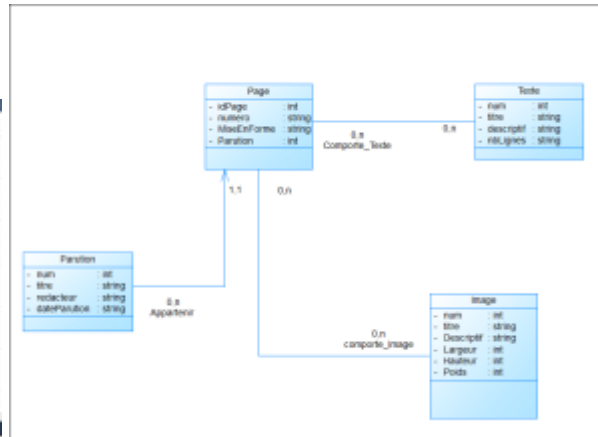 Page
- idPage : int
- numero : string
- MiseEnForme : string
- Parution : int
Texte
- num : int
- titre : string
- descriptif : string
- nbLignes : string
0,n
Comporte_Texte
0,n
1,1
0,n
Parution
- num : int
- titre : string
- redacteur : string
- dateParution : string
0,n
Appartenir
0,n
comporte_image
Image
- num : int
- titre : string
- Descriptif : string
- Largeur : int
- Hauteur : int
- Poids : int